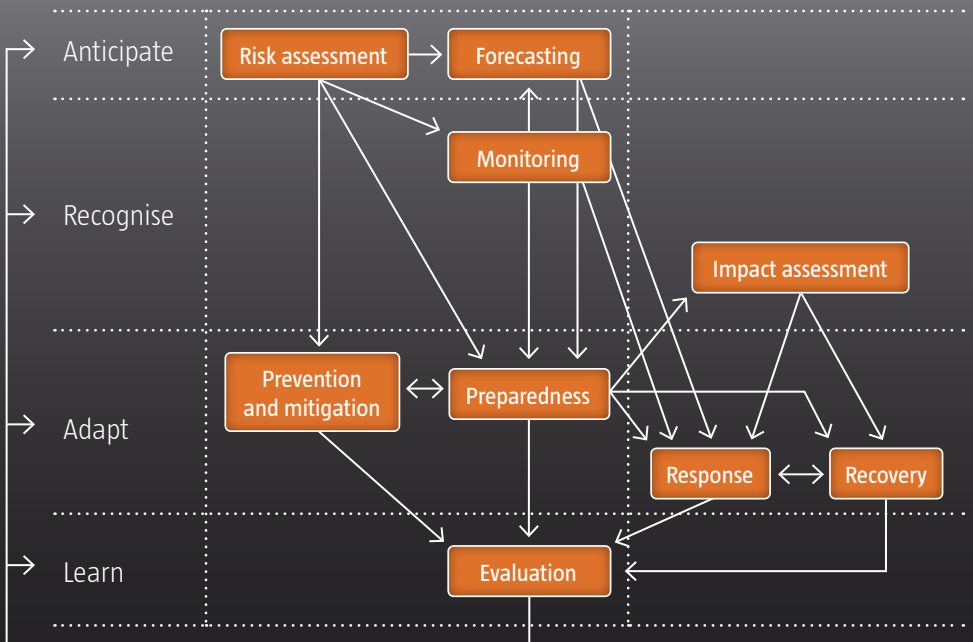 Anticipate
Risk assessment
Forecasting
Monitoring
Recognise
Impact assessment
Prevention
and mitigation
Preparedness
Adapt
Response
Recovery
Learn
Evaluation